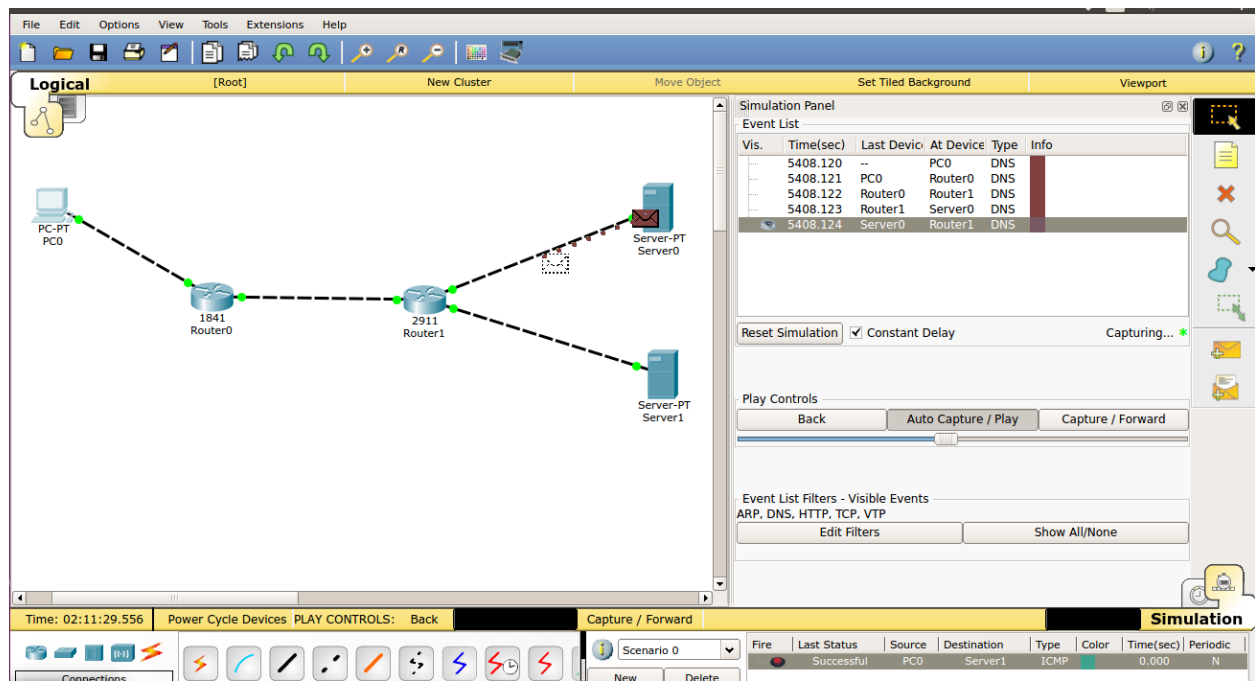 File Edit Options View Tools Extensions Help
Logical [Root] New Cluster Move Object Set Tiled Background Viewport
PC-PT
PC0
1841
Router0
2911
Router1
Server-PT
Server0
Server-PT
Server1
Simulation Panel
Event List
Vis. Time(sec) Last Devic At Device Type Info
5408.120 -- PC0 DNS
5408.121 PC0 Router0 DNS
5408.122 Router0 Router1 DNS
5408.123 Router1 Server0 DNS
5408.124 Server0 Router1 DNS
Reset Simulation Constant Delay Capturing... *
Play Controls
Back Auto Capture / Play Capture / Forward
Event List Filters - Visible Events
ARP, DNS, HTTP, TCP, VTP
Edit Filters Show All/None
Time: 02:11:29.556 Power Cycle Devices PLAY CONTROLS: Back Capture / Forward Simulation
Connections
Scenario 0
New Delete
Fire Last Status Source Destination Type Color Time(sec) Periodic
Successful PC0 Server1 ICMP 0.000 N